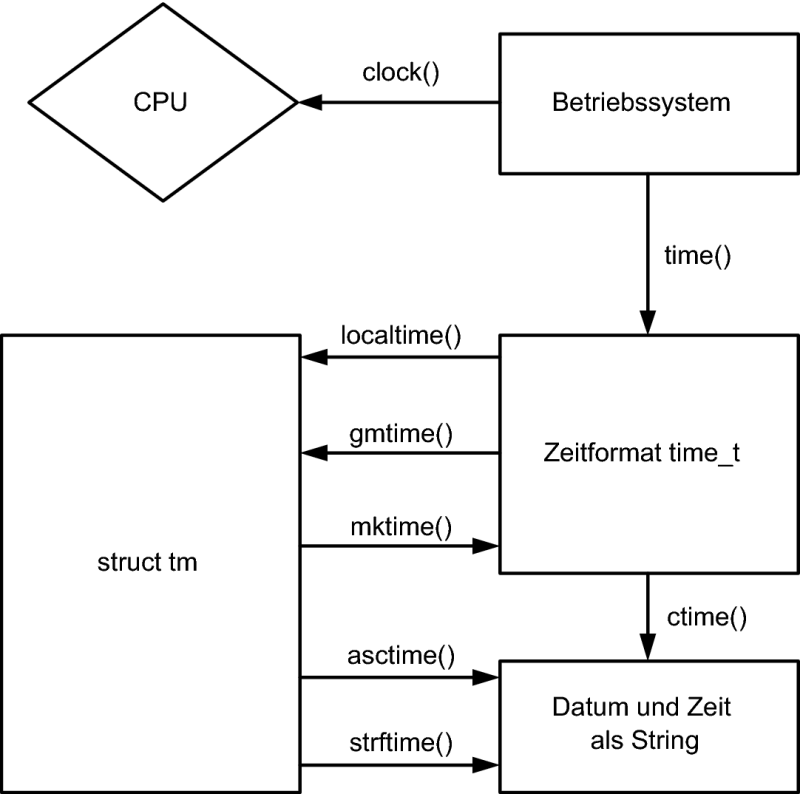 clock()
CPU
Betriebssystem
time()
localtime()
gmtime()
Zeitformat time_t
mktime()
struct tm
ctime()
asctime()
Datum und Zeit
als String
strftime()